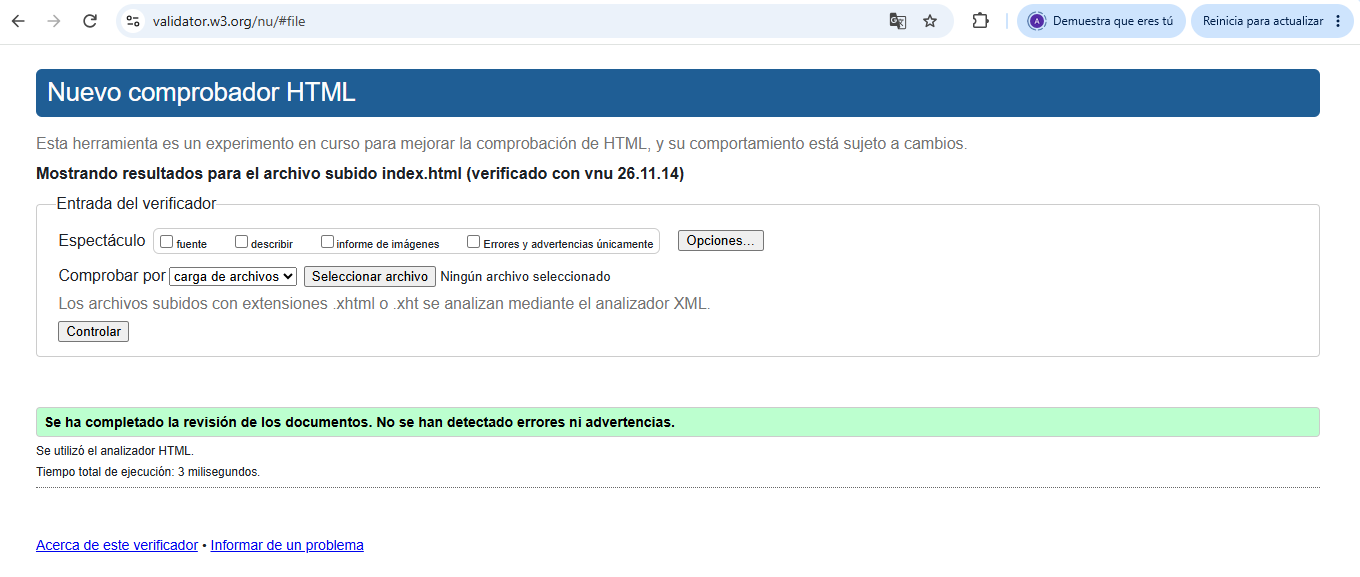 validator.w3.org/nu/#file
A Demuestra que eres tú
Reinicia para actualizar
Nuevo comprobador HTML
Esta herramienta es un experimento en curso para mejorar la comprobación de HTML, y su comportamiento está sujeto a cambios.
Mostrando resultados para el archivo subido index.html (verificado con vnu 26.11.14)
Entrada del verificador
Espectáculo fuente describir informe de imágenes Errores y advertencias únicamente Opciones...
Comprobar por carga de archivos Seleccionar archivo Ningún archivo seleccionado
Los archivos subidos con extensiones .xhtml o .xht se analizan mediante el analizador XML.
Controlar
Se ha completado la revisión de los documentos. No se han detectado errores ni advertencias.
Se utilizó el analizador HTML.
Tiempo total de ejecución: 3 milisegundos.
Acerca de este verificador • Informar de un problema